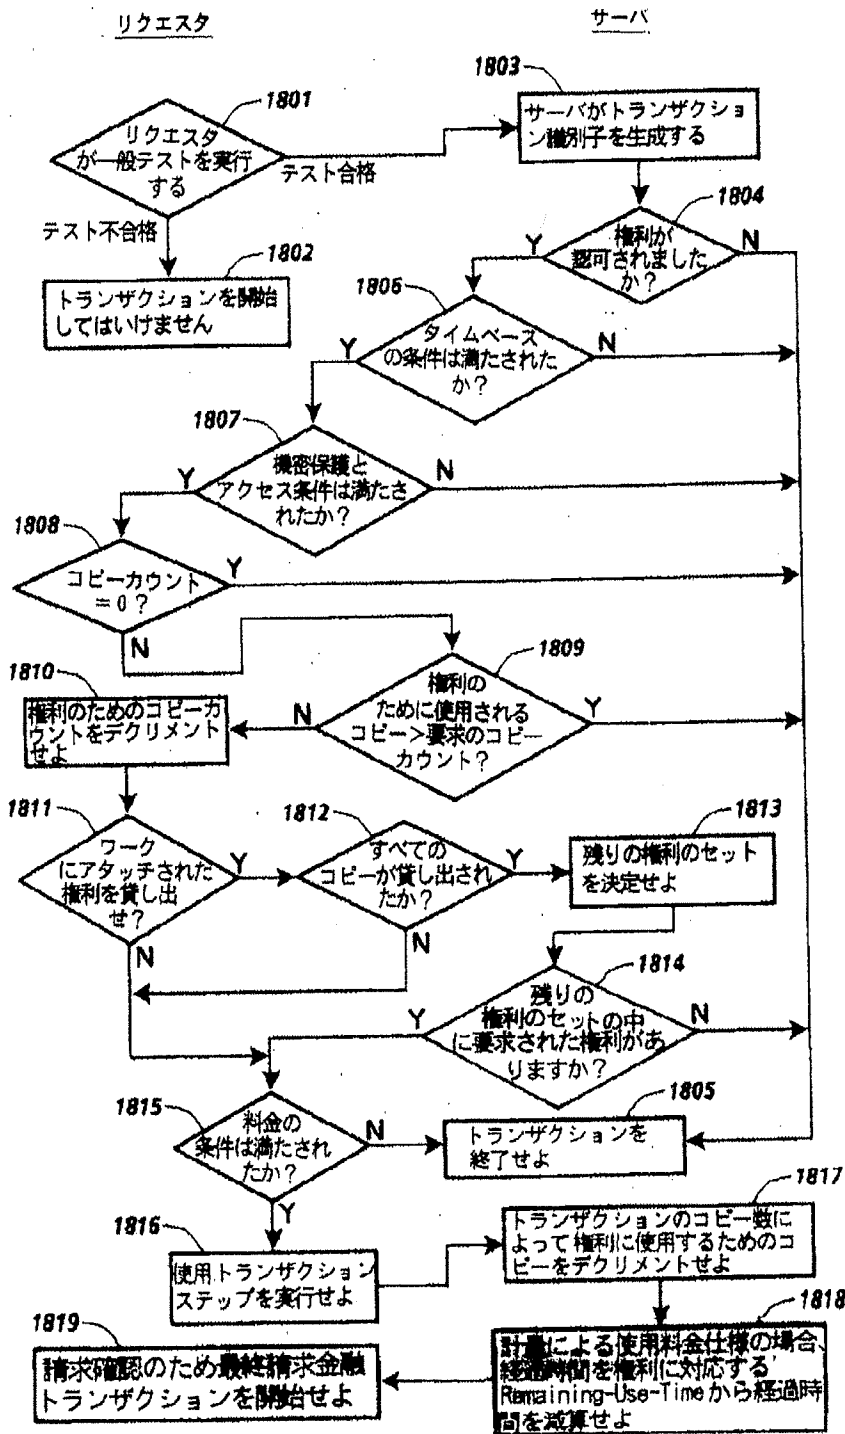 リクエスタ
サーバ
1801
リクエスタ
が一般テストを実行
する
テスト合格
テスト不合格
1802
トランザクションを開始
してはいけません
1803
サーバがトランザクショ
ン識別子を生成する
1804
権利が
認可されました
か？
Y
N
1806
タイムベース
の条件は満たされた
か？
Y
N
1807
機密保護と
アクセス条件は満たさ
れたか？
Y
N
1808
コピーカウント
＝0？
Y
N
1809
権利の
ために使用される
コピー＞要求のコピー
カウント？
N
Y
1810
権利のためのコピーカ
ウントをデクリメント
せよ
1811
ワーク
にアタッチされた
権利を貸し出
せ？
Y
N
1812
すべての
コピーが貸し出され
たか？
Y
N
1813
残りの権利のセット
を決定せよ
1814
残りの
権利のセットの中
に要求された権利があ
りますか？
Y
N
1815
料金の
条件は満たされ
たか？
N
Y
1805
トランザクションを
終了せよ
1816
使用トランザクション
ステップを実行せよ
1817
トランザクションのコピー数に
よって権利に使用するためのコ
ピーをデクリメントせよ
1818
計量による使用料金仕様の場合、
経過時間を権利に対応する
Remaining-Use-Timeから経過時
間を減算せよ
1819
請求確認のため最終請求金融
トランザクションを開始せよ